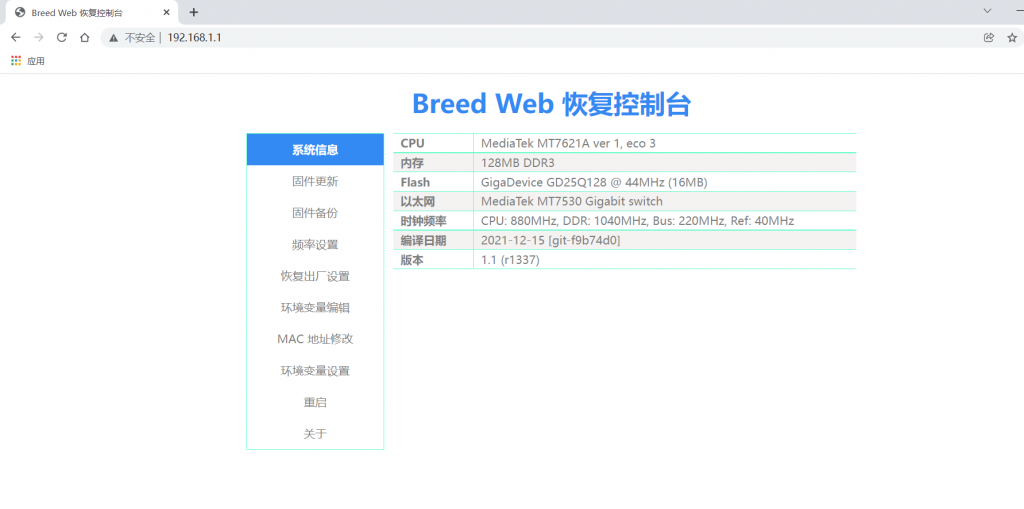 Breed Web 恢复控制台
不安全 | 192.168.1.1
应用
Breed Web 恢复控制台
系统信息
固件更新
固件备份
频率设置
恢复出厂设置
环境变量编辑
MAC 地址修改
环境变量设置
重启
关于
CPU MediaTek MT7621A ver 1, eco 3
内存 128MB DDR3
Flash GigaDevice GD25Q128 @ 44MHz (16MB)
以太网 MediaTek MT7530 Gigabit switch
时钟频率 CPU: 880MHz, DDR: 1040MHz, Bus: 220MHz, Ref: 40MHz
编译日期 2021-12-15 [git-f9b74d0]
版本 1.1 (r1337)